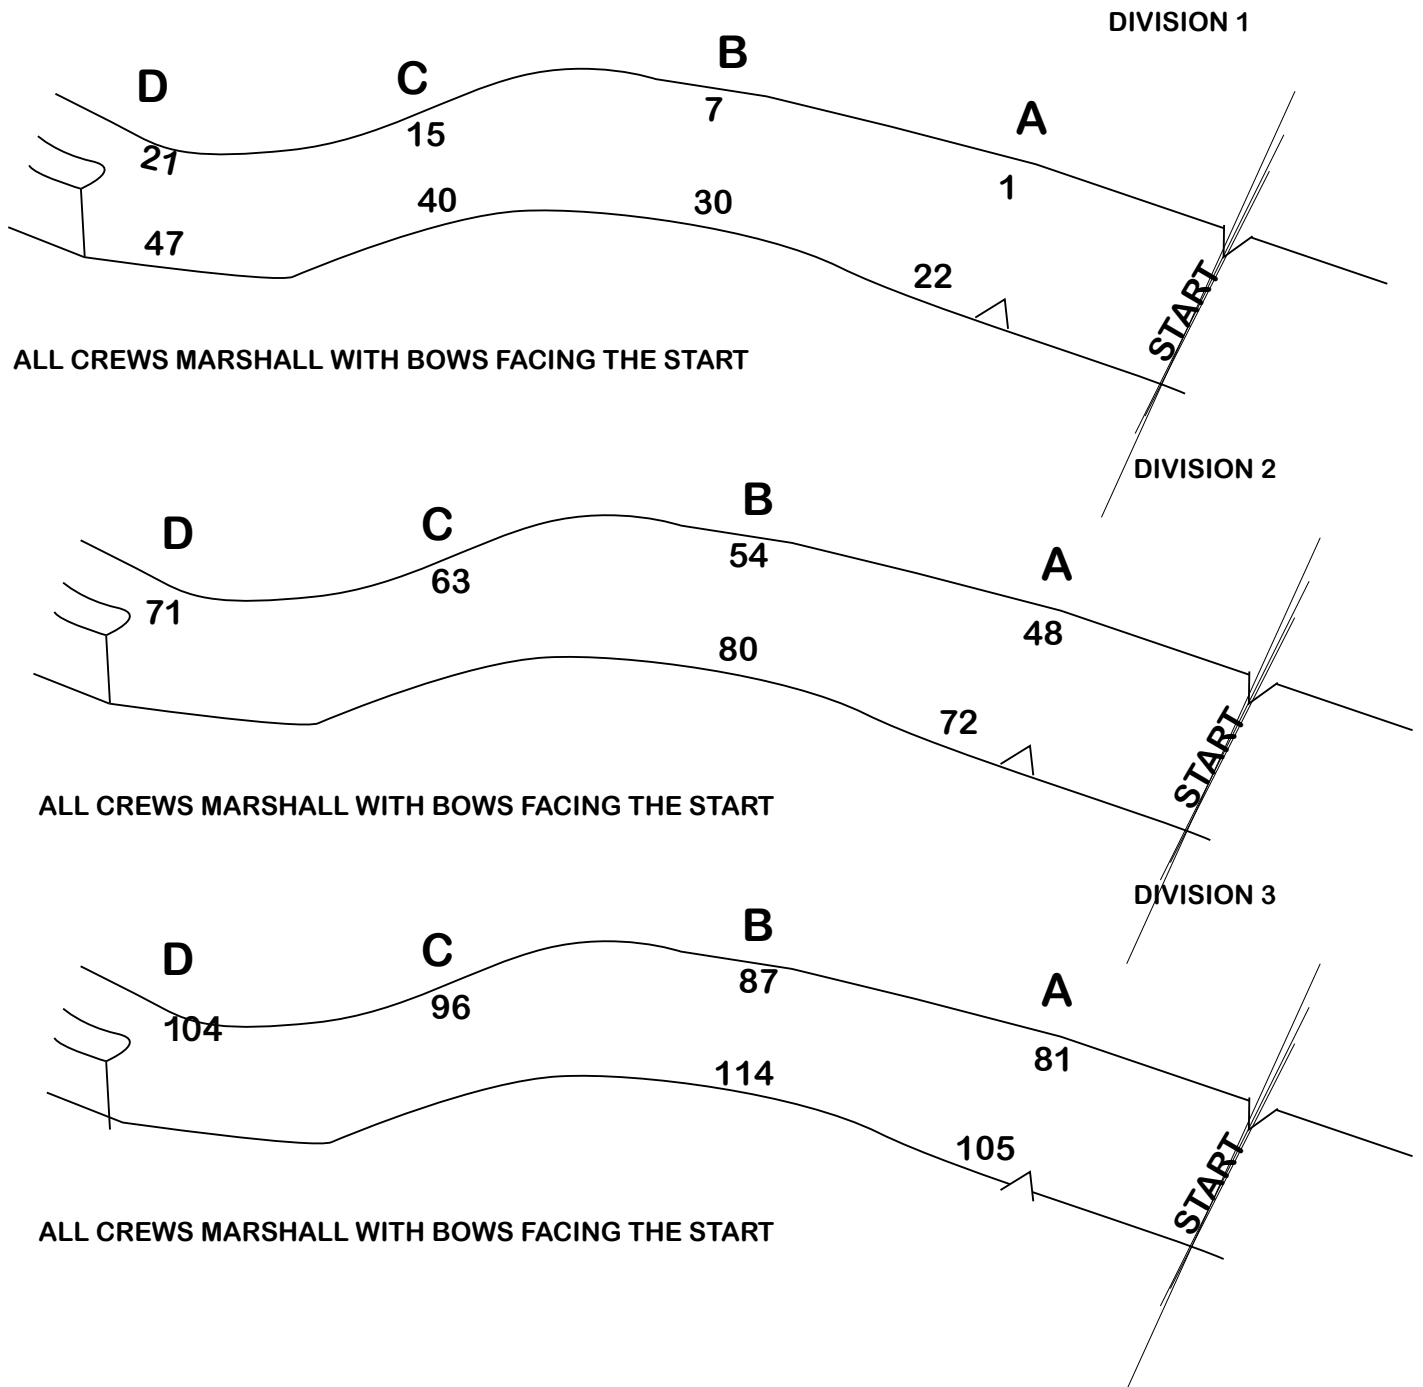 DIVISION 1
D
C
B
A
21
15
7
1
47
40
30
22
START
ALL CREWS MARSHALL WITH BOWS FACING THE START
DIVISION 2
D
C
B
A
71
63
54
48
80
72
START
ALL CREWS MARSHALL WITH BOWS FACING THE START
DIVISION 3
D
C
B
A
104
96
87
81
114
105
START
ALL CREWS MARSHALL WITH BOWS FACING THE START